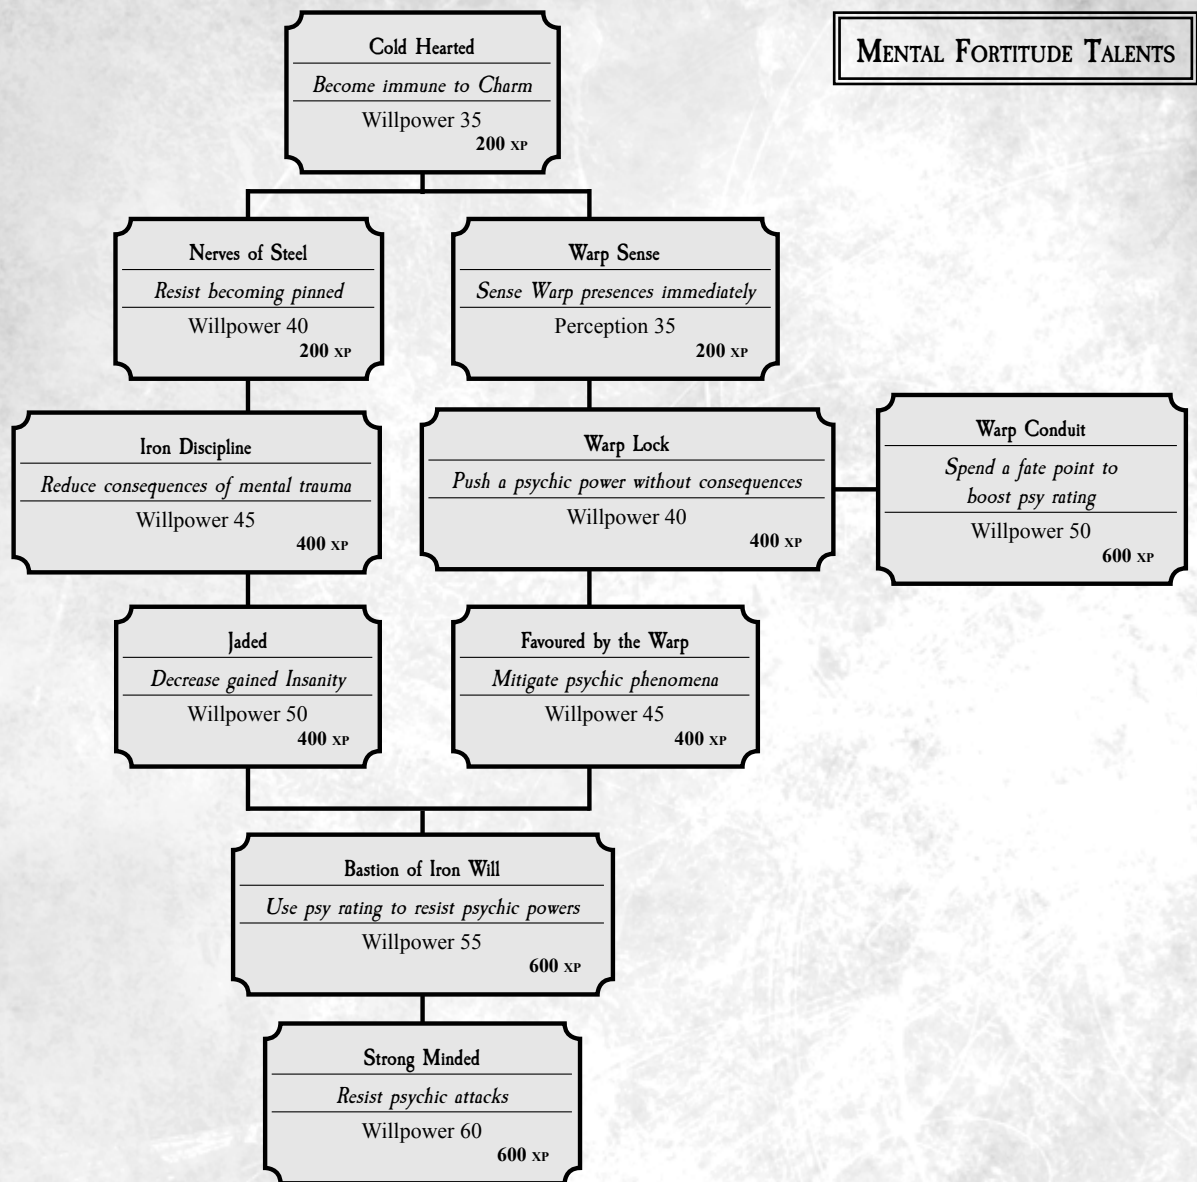 Mental Fortitude Talents
Cold Hearted
Become immune to Charm
Willpower 35
200 XP
Nerves of Steel
Resist becoming pinned
Willpower 40
200 XP
Warp Sense
Sense Warp presences immediately
Perception 35
200 XP
Iron Discipline
Reduce consequences of mental trauma
Willpower 45
400 XP
Warp Lock
Push a psychic power without consequences
Willpower 40
400 XP
Warp Conduit
Spend a fate point to
boost psy rating
Willpower 50
600 XP
Jaded
Decrease gained Insanity
Willpower 50
400 XP
Favoured by the Warp
Mitigate psychic phenomena
Willpower 45
400 XP
Bastion of Iron Will
Use psy rating to resist psychic powers
Willpower 55
600 XP
Strong Minded
Resist psychic attacks
Willpower 60
600 XP